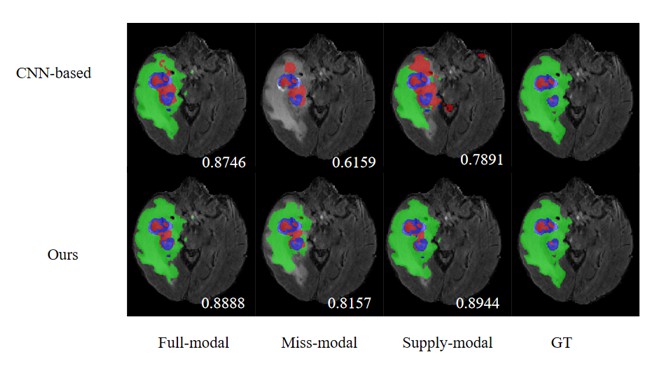 CNN-based
0.8746 0.6159 0.7891
Ours
0.8888 0.8157 0.8944
Full-modal Miss-modal Supply-modal GT